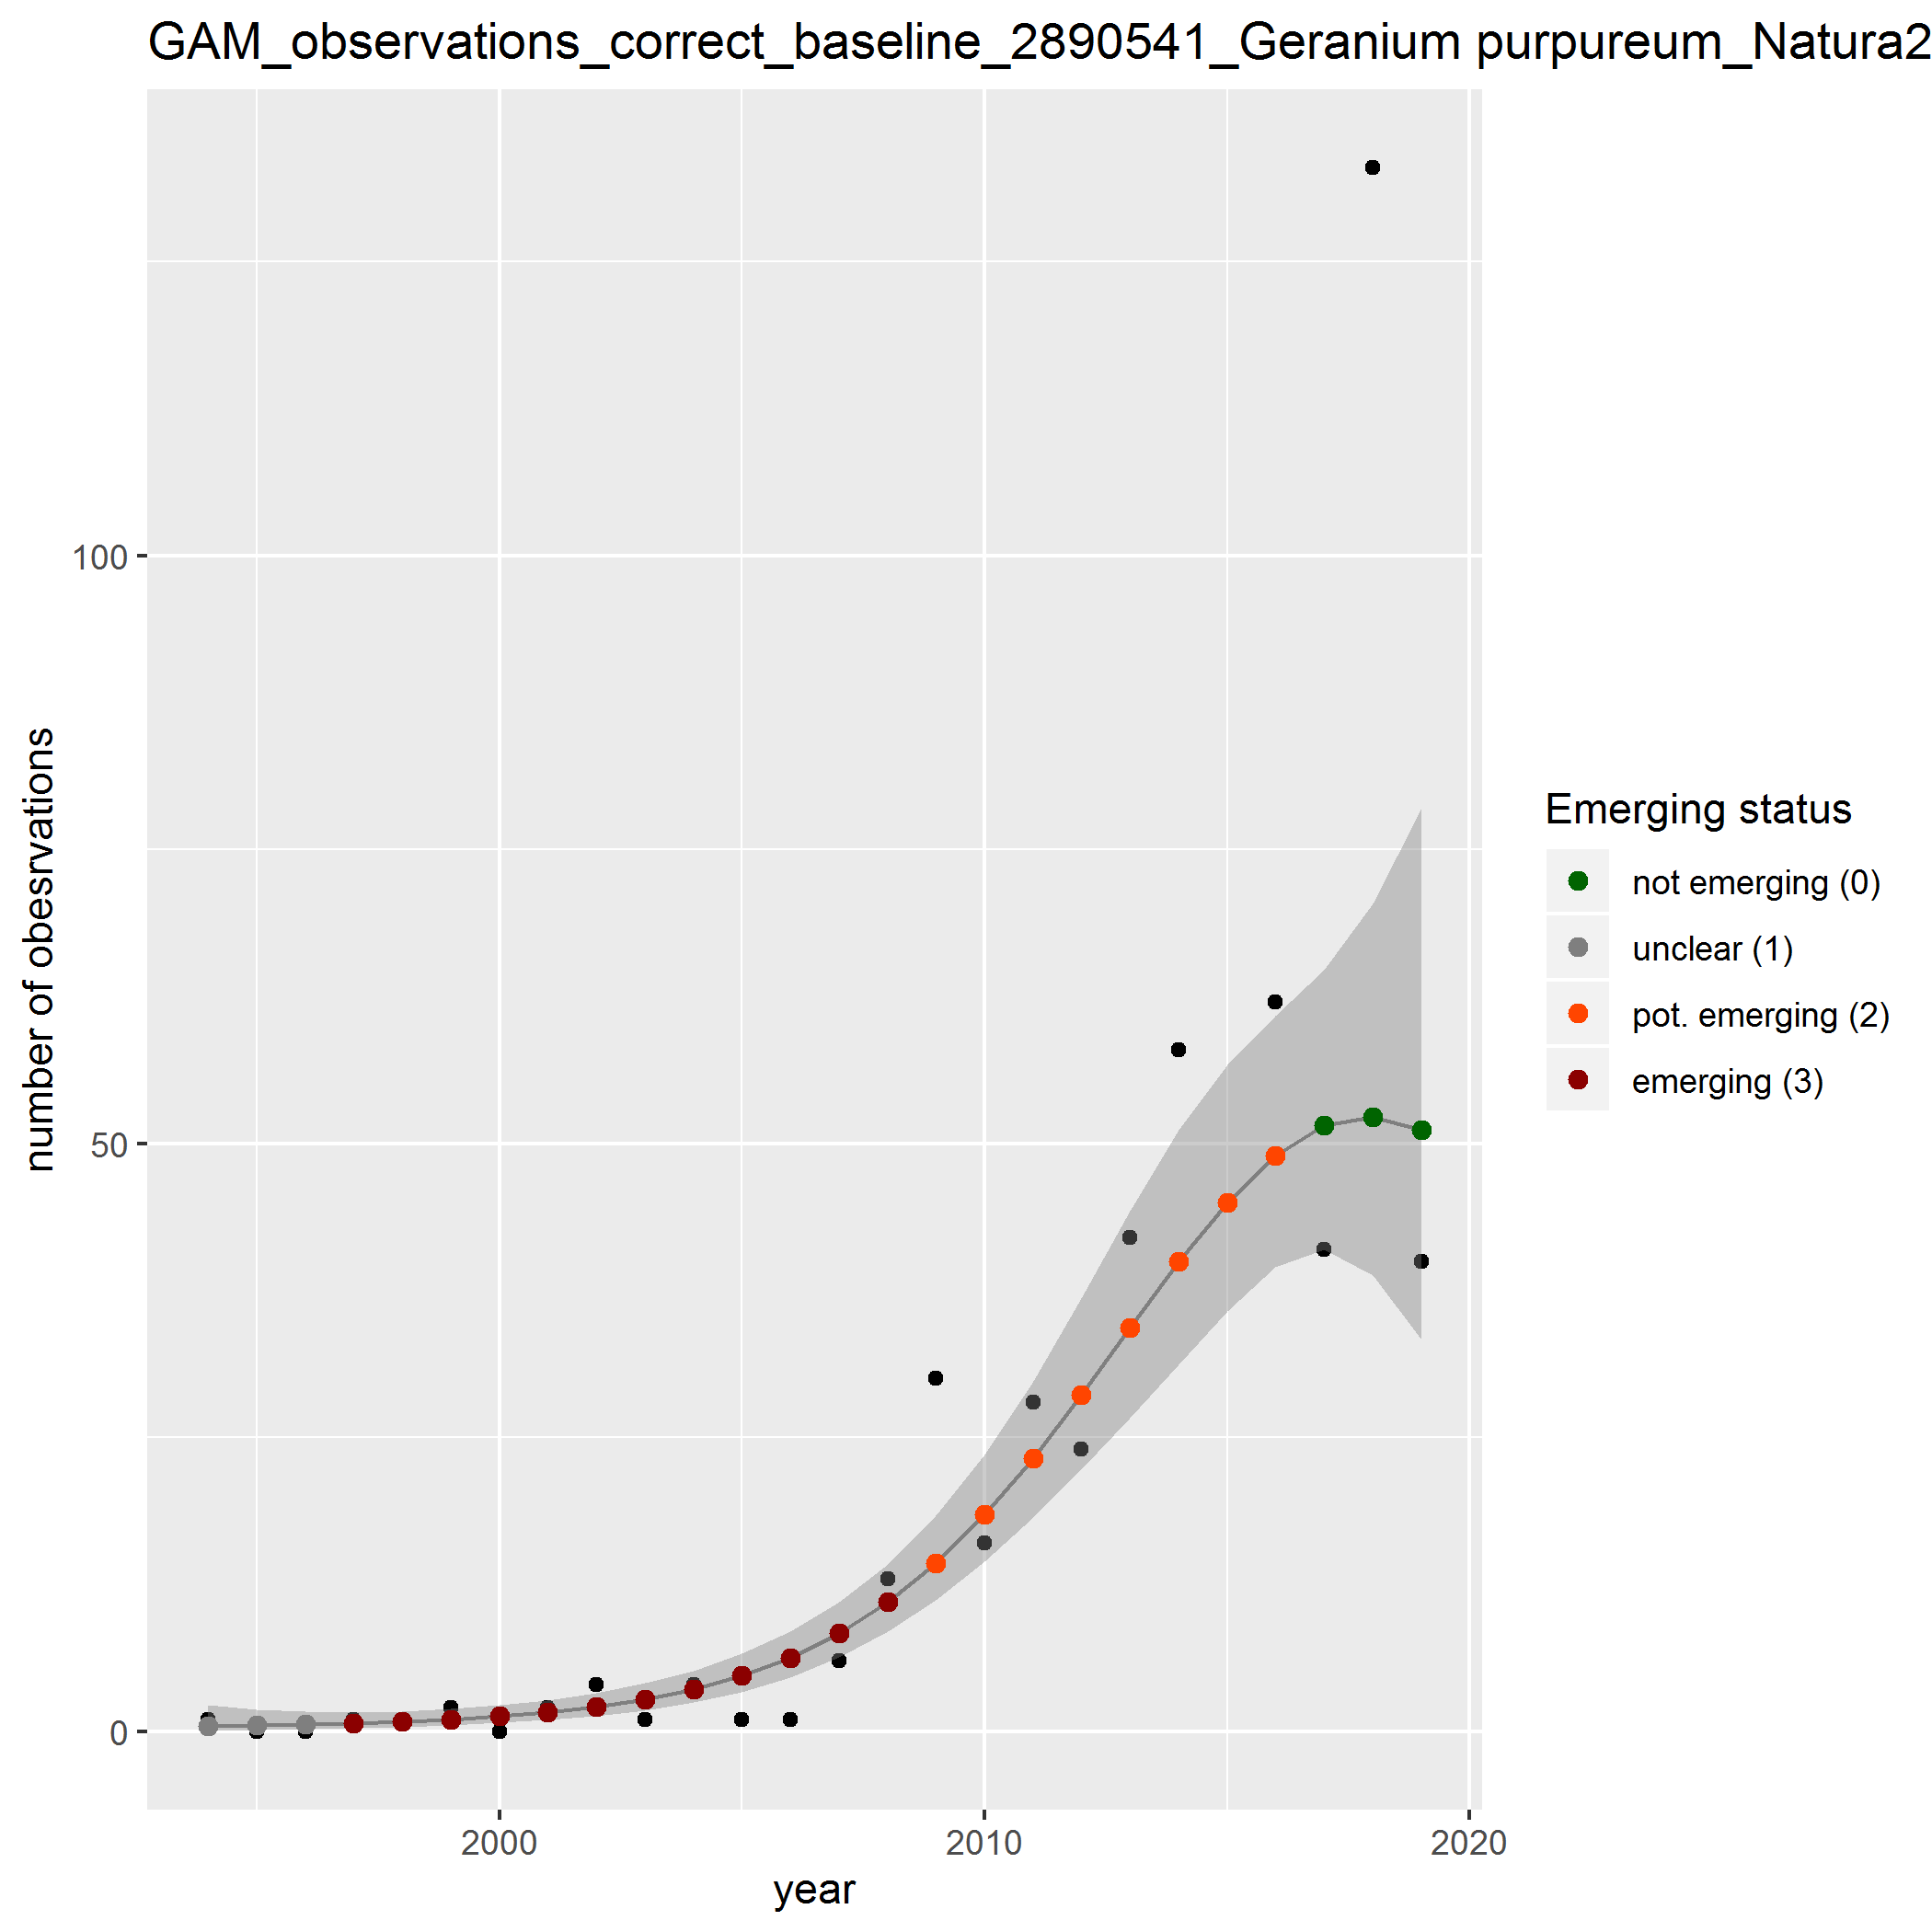 GAM_observations_correct_baseline_2890541_Geranium purpureum_Natura2
number of obesrvations
100
50
0
2000
2010
2020
year
Emerging status
not emerging (0)
unclear (1)
pot. emerging (2)
emerging (3)